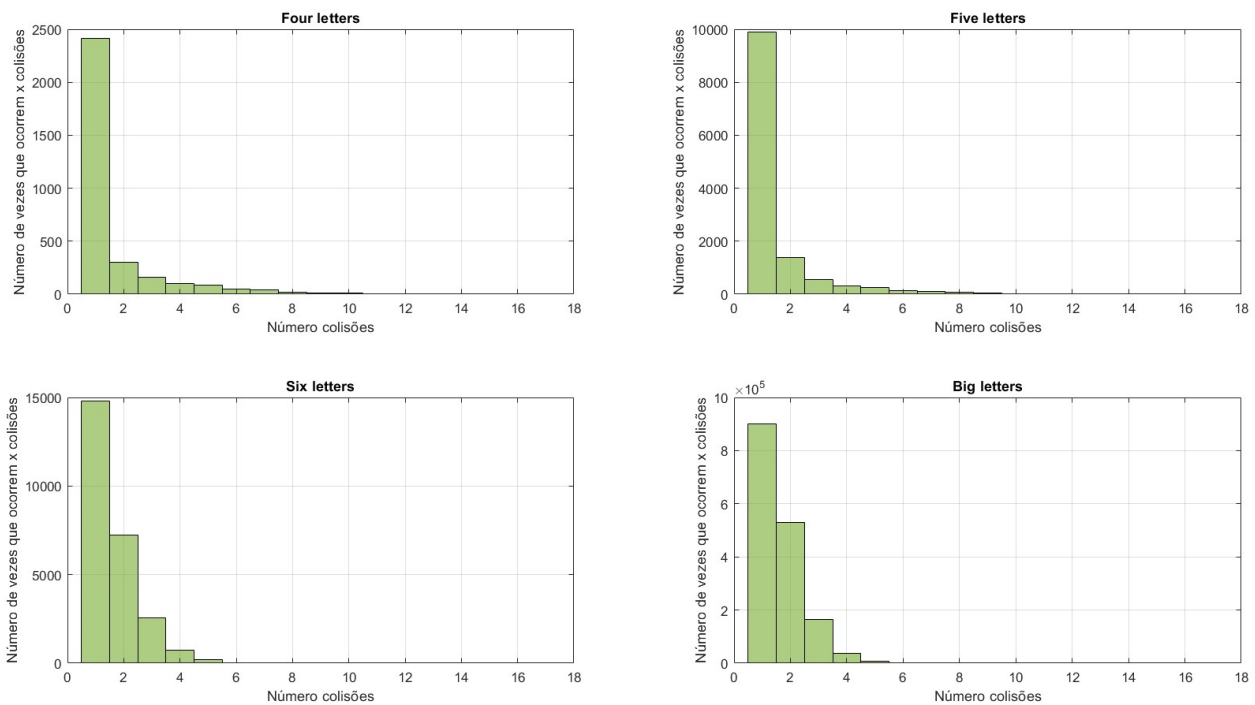 Four letters
Número de vezes que ocorrem x colisões
2500
2000
1500
1000
500
0
0 2 4 6 8 10 12 14 16 18
Número colisões
Five letters
Número de vezes que ocorrem x colisões
10000
8000
6000
4000
2000
0
0 2 4 6 8 10 12 14 16 18
Número colisões
Six letters
Número de vezes que ocorrem x colisões
15000
10000
5000
0
0 2 4 6 8 10 12 14 16 18
Número colisões
Big letters
×10⁵
Número de vezes que ocorrem x colisões
10
8
6
4
2
0
0 2 4 6 8 10 12 14 16 18
Número colisões